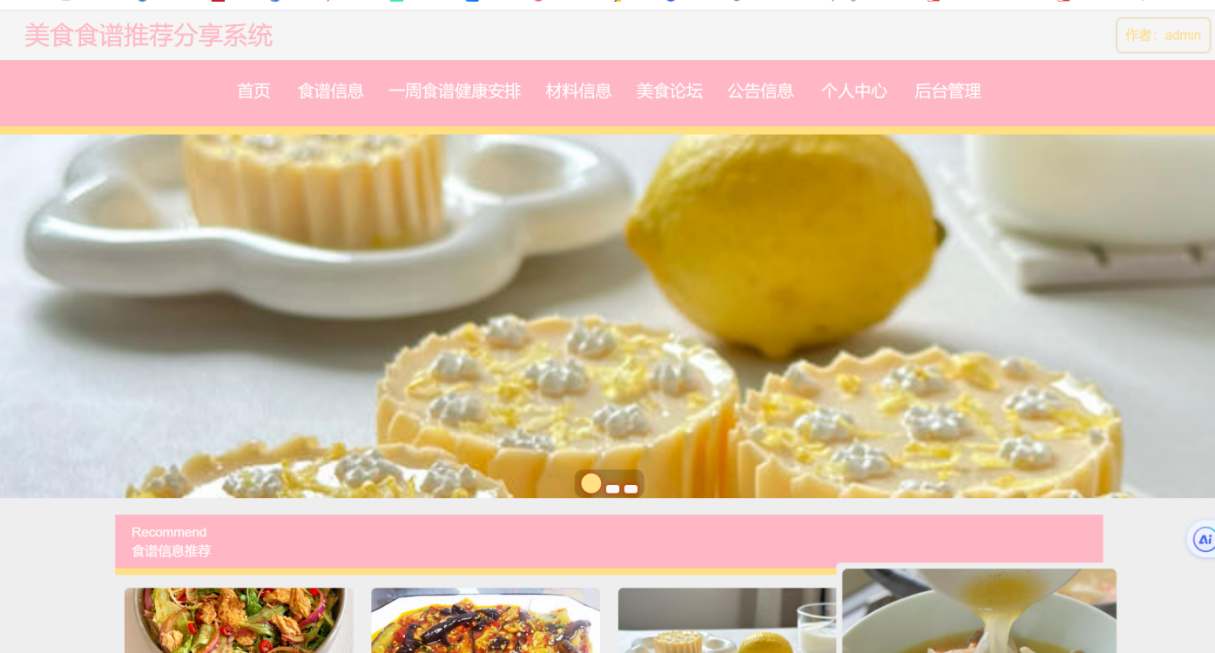 美食食谱推荐分享系统
作者：admin
首页 食谱信息 一周食谱健康安排 材料信息 美食论坛 公告信息 个人中心 后台管理
Recommend
食谱信息推荐
Ai